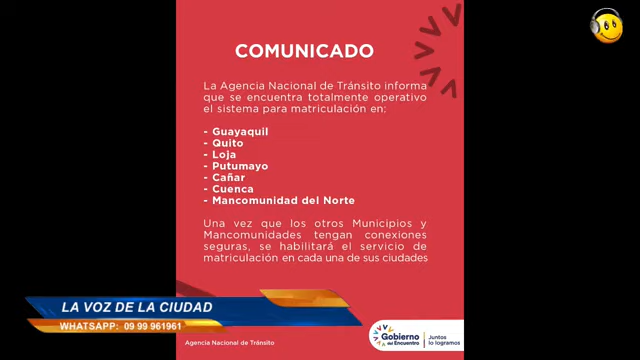 COMUNICADO
La Agencia Nacional de Tránsito informa
que se encuentra totalmente operativo
el sistema para matriculación en:
- Guayaquil
- Quito
- Loja
- Putumayo
- Cañar
- Cuenca
- Mancomunidad del Norte
Una vez que los otros Municipios y
Mancomunidades tengan conexiones
seguras, se habilitará el servicio de
matriculación en cada una de sus ciudades
LA VOZ DE LA CIUDAD
WHATSAPP: 09 99 961961
Agencia Nacional de Tránsito
Gobierno
del Encuentro
Juntos
lo logramos